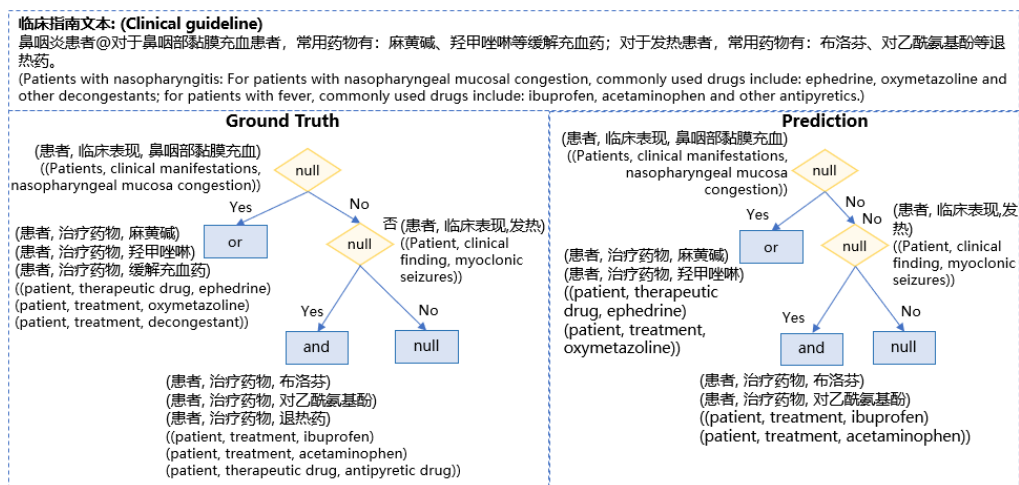 临床指南文本: (Clinical guideline)
鼻咽炎患者@对于鼻咽部黏膜充血患者，常用药物有：麻黄碱、羟甲唑啉等缓解充血药；对于发热患者，常用药物有：布洛芬、对乙酰氨基酚等退
热药。
(Patients with nasopharyngitis: For patients with nasopharyngeal mucosal congestion, commonly used drugs include: ephedrine, oxymetazoline and
other decongestants; for patients with fever, commonly used drugs include: ibuprofen, acetaminophen and other antipyretics.)
Ground Truth
(患者, 临床表现, 鼻咽部黏膜充血)
((Patients, clinical manifestations,
nasopharyngeal mucosa congestion))
null
Yes
No
or
否
(患者, 临床表现,发热)
((Patient, clinical
finding, myoclonic
seizures))
null
(患者, 治疗药物, 麻黄碱)
(患者, 治疗药物, 羟甲唑啉)
(患者, 治疗药物, 缓解充血药)
((patient, therapeutic drug, ephedrine)
(patient, treatment, oxymetazoline)
(patient, treatment, decongestant))
Yes
No
and
null
(患者, 治疗药物, 布洛芬)
(患者, 治疗药物, 对乙酰氨基酚)
(患者, 治疗药物, 退热药)
((patient, treatment, ibuprofen)
(patient, treatment, acetaminophen)
(patient, therapeutic drug, antipyretic drug))
Prediction
(患者, 临床表现, 鼻咽部黏膜充血)
((Patients, clinical manifestations,
nasopharyngeal mucosa
congestion))
null
Yes
No
No
or
(患者, 临床表现,发
热)
((Patient, clinical
finding, myoclonic
seizures))
null
(患者, 治疗药物, 麻黄碱)
(患者, 治疗药物, 羟甲唑啉)
((patient, therapeutic
drug, ephedrine)
(patient, treatment,
oxymetazoline))
Yes
No
and
null
(患者, 治疗药物, 布洛芬)
(患者, 治疗药物, 对乙酰氨基酚)
((patient, treatment, ibuprofen)
(patient, treatment, acetaminophen))